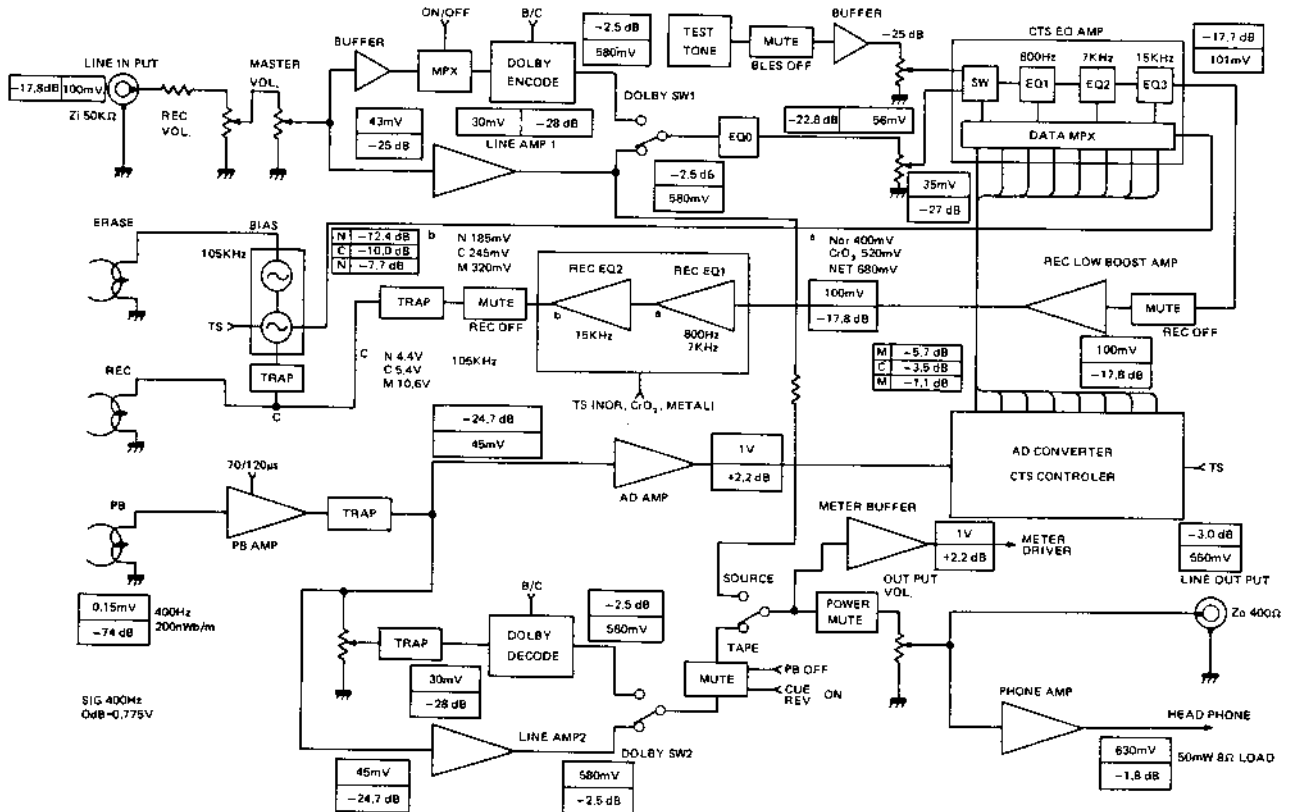 ON/OFF
B/C
-2.5 dB
580mV
BUFFER
MPX
DOLBY
ENCODE
TEST
TONE
MUTE
BLES OFF
BUFFER
-25 dB
CTS EQ AMP
800Hz
7KHz
15KHz
SW
EQ1
EQ2
EQ3
DATA MPX
-17.7 dB
101mV
LINE IN PUT
-17,8dB
100mV
Zi 50KΩ
REC
VOL.
MASTER
VOL.
43mV
-25 dB
30mV
-28 dB
LINE AMP 1
DOLBY SW1
EQ0
-2.5 dB
580mV
-22.8 dB
56mV
35mV
-27 dB
ERASE
BIAS
105KHz
TS
TRAP
N -12.4 dB
C -10,0 dB
N -7.7 dB
b
N 185mV
C 245mV
M 320mV
a
Nor 400mV
CrO₂ 520mV
NET 680mV
REC EQ2
REC EQ1
b
a
15KHz
800Hz
7KHz
TRAP
MUTE
REC OFF
100mV
-17,8 dB
REC LOW BOOST AMP
MUTE
REC OFF
100mV
-17,8 dB
C
N 4.4V
C 5,4V
M 10,6V
105KHz
TS (NOR, CrO₂, METAL)
M -5.7 dB
C -3.5 dB
M -1,1 dB
REC
C
-24.7 dB
45mV
AD AMP
1V
+2,2 dB
AD CONVERTER
CTS CONTROLER
TS
PB
70/120µs
PB AMP
TRAP
0.15mV
-74 dB
400Hz
200nWb/m
METER BUFFER
1V
+2.2 dB
METER
DRIVER
-3.0 dB
560mV
LINE OUT PUT
Zo 400Ω
SOURCE
TAPE
POWER
MUTE
OUT PUT
VOL.
B/C
TRAP
DOLBY
DECODE
-2.5 dB
560mV
30mV
-28 dB
MUTE
PB OFF
CUE
REV
ON
SIG 400Hz
0dB=0,775V
LINE AMP2
DOLBY SW2
45mV
-24,7 dB
580mV
-2.5 dB
PHONE AMP
HEAD PHONE
630mV
-1,8 dB
50mW 8Ω LOAD